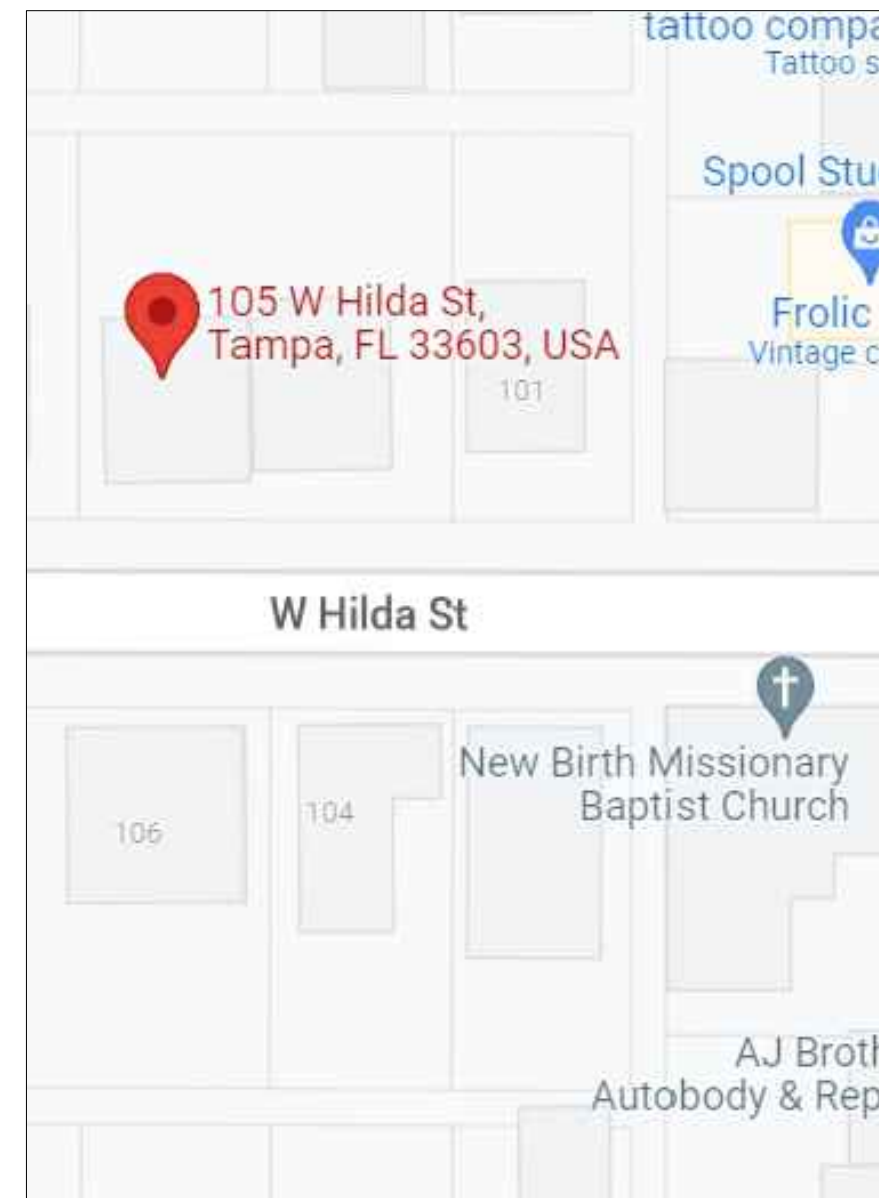 tattoo compa
Tattoo s
Spool Stu
Frolic
Vintage c
105 W Hilda St,
Tampa, FL 33603, USA
101
W Hilda St
New Birth Missionary
Baptist Church
106
104
AJ Broth
Autobody & Rep